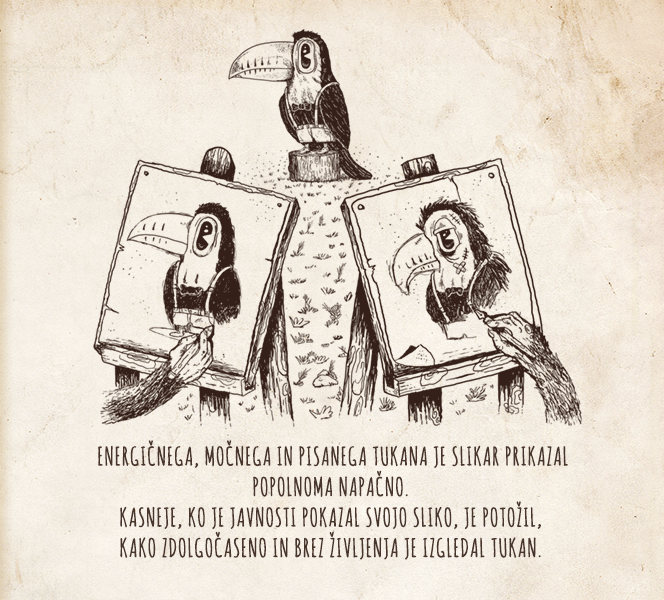 ENERGIČNEGA, MOČNEGA IN PISANEGA TUKANA JE SLIKAR PRIKAZAL
POPOLNOMA NAPAČNO.
KASNEJE, KO JE JAVNOSTI POKAZAL SVOJO SLIKO, JE POTOŽIL,
KAKO ZDOLGOČASENO IN BREZ ŽIVLJENJA JE IZGLEDAL TUKAN.